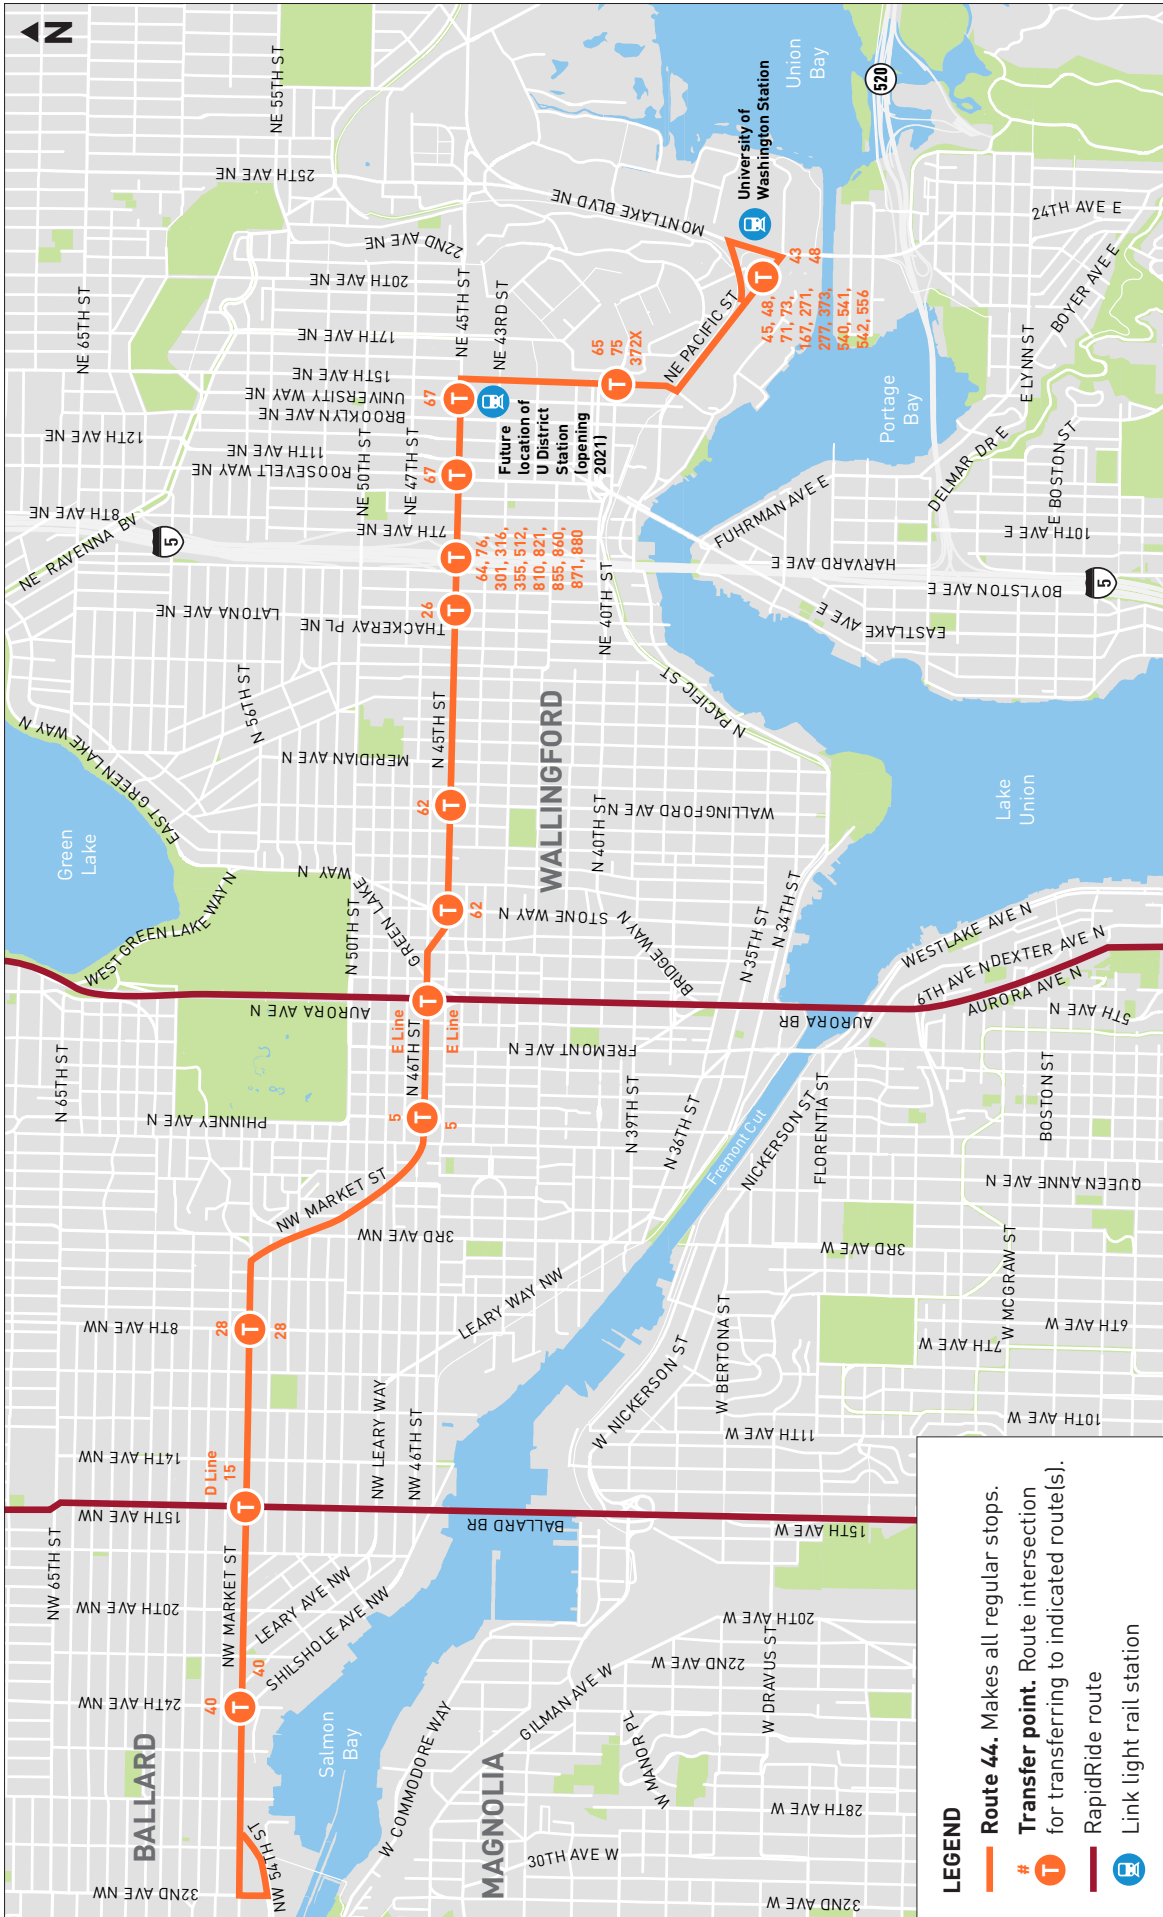 N
BALLARD
MAGNOLIA
WALLINGFORD
Green
Lake
Salmon
Bay
Fremont Cut
Lake
Union
Portage
Bay
Union
Bay
32ND AVE NW
NW 54TH ST
24TH AVE NW
20TH AVE NW
NW 65TH ST
NW MARKET ST
LEARY AVE NW
SHILSHOLE AVE NW
15TH AVE NW
14TH AVE NW
8TH AVE NW
NW LEARY WAY
NW 46TH ST
BALLARD BR
LEARY WAY NW
3RD AVE NW
NW MARKET ST
PHINNEY AVE N
N 65TH ST
N 46TH ST
FREMONT AVE N
N 39TH ST
N 36TH ST
AURORA AVE N
AURORA BR
WEST GREEN LAKE WAY N
EAST GREEN LAKE WAY N
N 50TH ST
GREEN LAKE
WAY N
STONE WAY N
BRIDGE WAY N
N 35TH ST
N 34TH ST
N 40TH ST
WALLINGFORD AVE N
MERIDIAN AVE N
N 56TH ST
N 45TH ST
N PACIFIC ST
LATONA AVE NE
THACKERAY PL NE
NE RAVENNA BV
8TH AVE NE
7TH AVE NE
NE 40TH ST
NE 50TH ST
NE 47TH ST
ROOSEVELT WAY NE
11TH AVE NE
12TH AVE NE
BROOKLYN AVE NE
UNIVERSITY WAY NE
15TH AVE NE
17TH AVE NE
20TH AVE NE
22ND AVE NE
25TH AVE NE
NE 65TH ST
NE 55TH ST
NE 45TH ST
NE 43RD ST
NE PACIFIC ST
MONTLAKE BLVD NE
University of
Washington Station
Future
location of
U District
Station
(opening
2021)
520
5
5
24TH AVE E
BOYER AVE E
E LYNN ST
DELMAR DR E
E BOSTON ST
10TH AVE E
FUHRMAN AVE E
HARVARD AVE E
BOYLSTON AVE E
EASTLAKE AVE E
WESTLAKE AVE N
DEXTER AVE N
6TH AVE N
AURORA AVE N
5TH AVE N
BOSTON ST
NICKERSON ST
FLORENTIA ST
QUEEN ANNE AVE N
3RD AVE W
W MCGRAW ST
6TH AVE W
7TH AVE W
10TH AVE W
11TH AVE W
W BERTONA ST
W NICKERSON ST
15TH AVE W
20TH AVE W
22ND AVE W
W DRAVUS ST
GILMAN AVE W
W MANOR PL
W COMMODORE WAY
28TH AVE W
30TH AVE W
32ND AVE W
40
T
40
D Line
15
T
28
T
28
5
T
5
E Line
T
E Line
T
62
62
T
26
T
T
64, 76,
301, 316,
355, 512,
810, 821,
855, 860,
871, 880
67
T
67
T
65
75
372X
T
T
43
48
45, 48,
71, 73,
167, 271,
277, 373,
540, 541,
542, 556
LEGEND
Route 44. Makes all regular stops.
#
T
Transfer point. Route intersection
for transferring to indicated route(s).
RapidRide route
Link light rail station